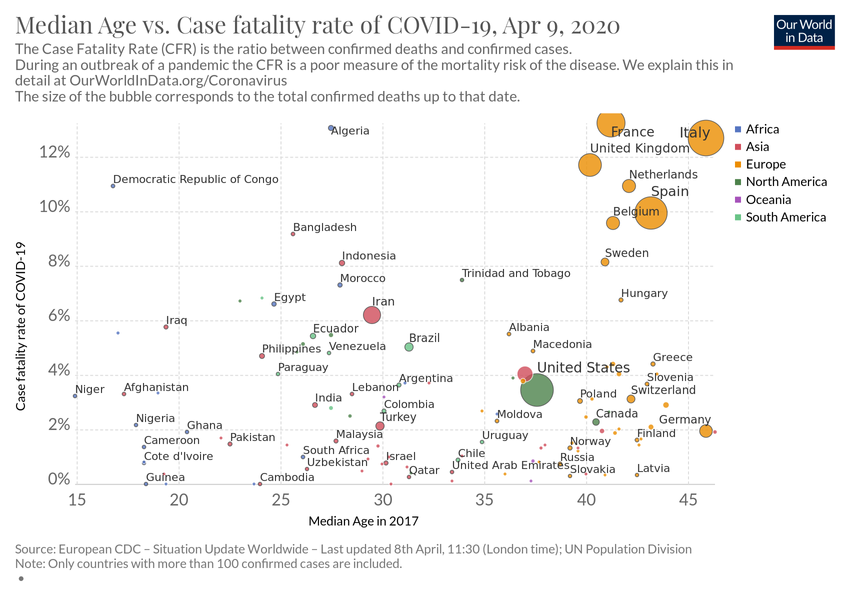 Median Age vs. Case fatality rate of COVID-19, Apr 9, 2020
Our World
in Data
The Case Fatality Rate (CFR) is the ratio between confirmed deaths and confirmed cases.
During an outbreak of a pandemic the CFR is a poor measure of the mortality risk of the disease. We explain this in
detail at OurWorldInData.org/Coronavirus
The size of the bubble corresponds to the total confirmed deaths up to that date.
Case fatality rate of COVID-19
12%
10%
8%
6%
4%
2%
0%
Algeria
France
Italy
United Kingdom
Democratic Republic of Congo
Netherlands
Spain
Belgium
Bangladesh
Indonesia
Sweden
Morocco
Trinidad and Tobago
Egypt
Iran
Hungary
Iraq
Ecuador
Albania
Brazil
Philippines
Venezuela
Macedonia
Paraguay
United States
Greece
Argentina
Slovenia
Niger
Afghanistan
Lebanon
Switzerland
India
Colombia
Poland
Nigeria
Ghana
Turkey
Moldova
Canada
Germany
Cameroon
Pakistan
Malaysia
Uruguay
Norway
Finland
Cote d'Ivoire
South Africa
Uzbekistan
Israel
Chile
United Arab Emirates
Russia
Guinea
Cambodia
Qatar
Slovakia
Latvia
15
20
25
30
35
40
45
Median Age in 2017
Africa
Asia
Europe
North America
Oceania
South America
Source: European CDC – Situation Update Worldwide – Last updated 8th April, 11:30 (London time); UN Population Division
Note: Only countries with more than 100 confirmed cases are included.